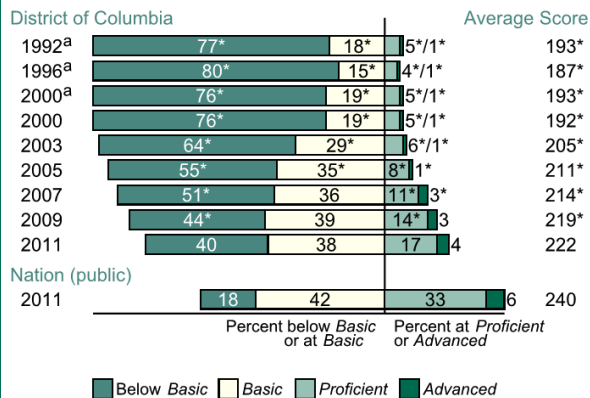 District of Columbia Average Score
1992a 77* 18* 5*/1* 193*
1996a 80* 15* 4*/1* 187*
2000a 76* 19* 5*/1* 193*
2000 76* 19* 5*/1* 192*
2003 64* 29* 6*/1* 205*
2005 55* 35* 8* 1* 211*
2007 51* 36 11* 3* 214*
2009 44* 39 14* 3 219*
2011 40 38 17 4 222
Nation (public)
2011 18 42 33 6 240
Percent below Basic Percent at Proficient
or at Basic or Advanced
Below Basic Basic Proficient Advanced